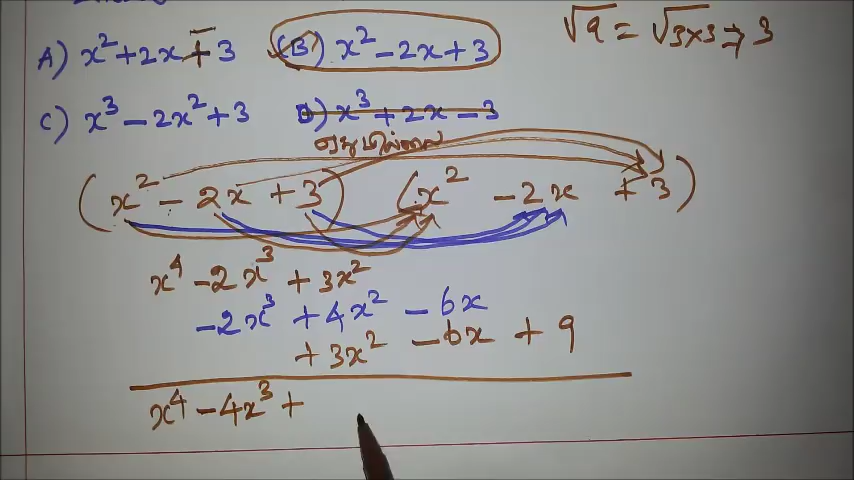 A) x² + 2x + 3 (B) x² - 2x + 3 √9 = √3×3 ⇒ 3
C) x³ - 2x² + 3 D) x³ + 2x - 3
ஏதுமில்லை
(x² - 2x + 3) (x² - 2x + 3)
x⁴ - 2x³ + 3x²
- 2x³ + 4x² - 6x
+ 3x² - 6x + 9
x⁴ - 4x³ +